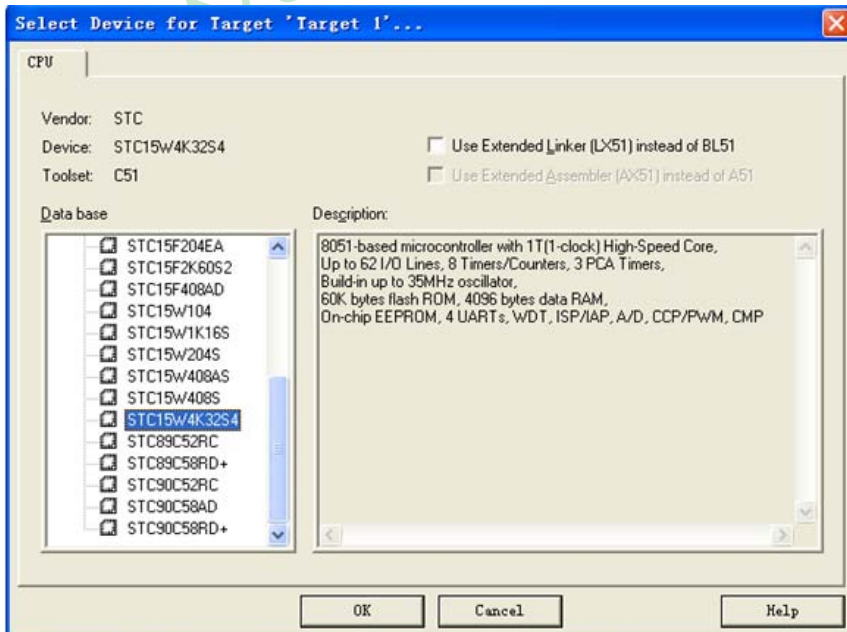 Select Device for Target 'Target 1'...
CPU
Vendor: STC
Device: STC15W4K32S4
Use Extended Linker (LX51) instead of BL51
Toolset: C51
Use Extended Assembler (AX51) instead of A51
Data base
Description:
STC15F204EA
STC15F2K60S2
STC15F408AD
STC15W104
STC15W1K16S
STC15W204S
STC15W408AS
STC15W408S
STC15W4K32S4
STC89C52RC
STC89C58RD+
STC90C52RC
STC90C58AD
STC90C58RD+
8051-based microcontroller with 1T(1-clock) High-Speed Core,
Up to 62 I/O Lines, 8 Timers/Counters, 3 PCA Timers,
Build-in up to 35MHz oscillator,
60K bytes flash ROM, 4096 bytes data RAM,
On-chip EEPROM, 4 UARTs, WDT, ISP/IAP, A/D, CCP/PWM, CMP
OK
Cancel
Help